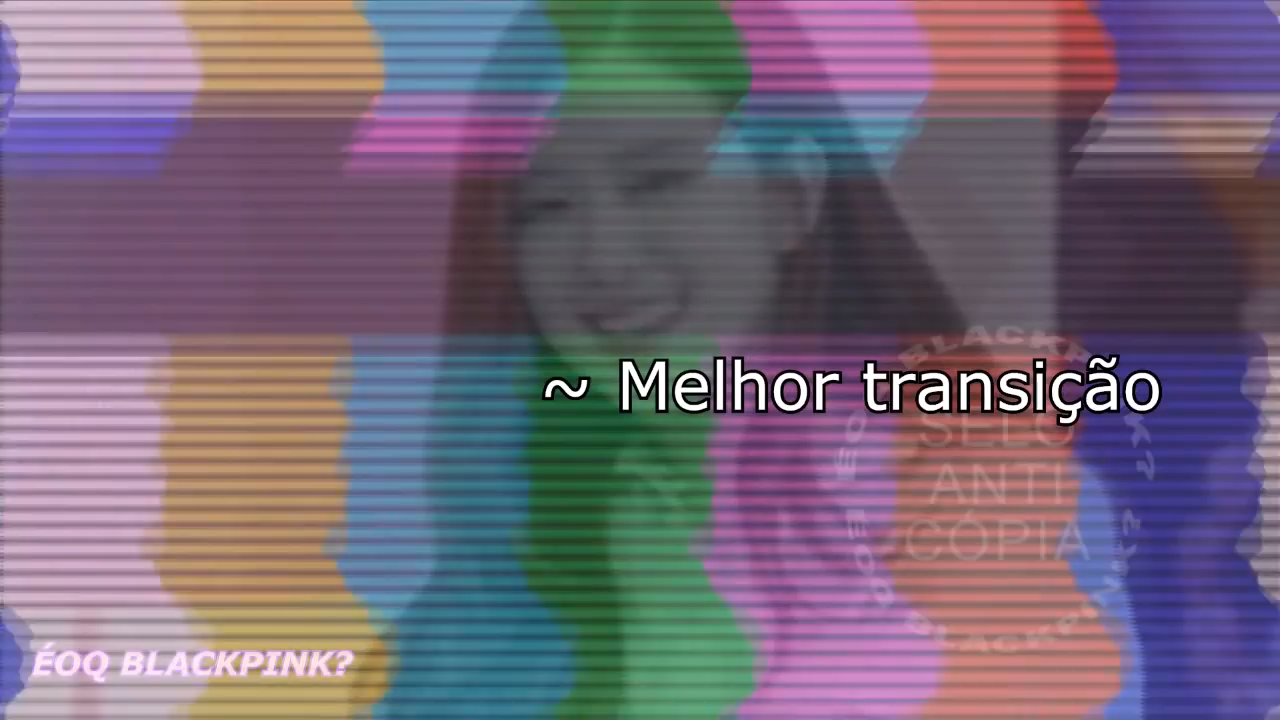 ~ Melhor transição
SELO
ANTI
CÓPIA
ÉOQ BLACKPINK?